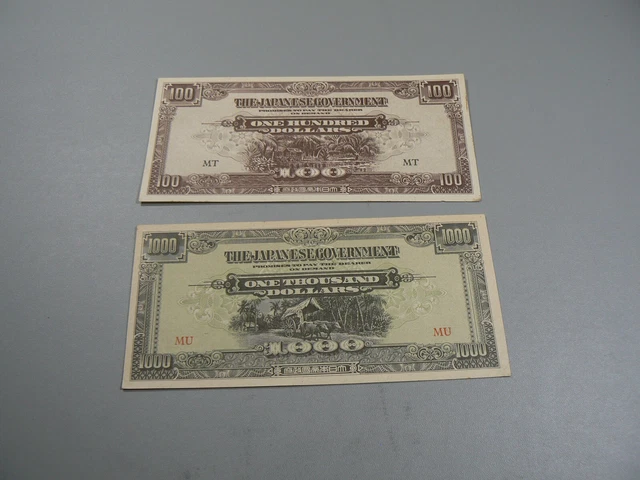 100 100
THE JAPANESE GOVERNMENT
PROMISES TO PAY THE BEARER
ON DEMAND
ONE HUNDRED
DOLLARS
MT MT
100
100 100
1000 1000
THE JAPANESE GOVERNMENT
PROMISES TO PAY THE BEARER
ON DEMAND
ONE THOUSAND
DOLLARS
MU MU
1000
1000 1000